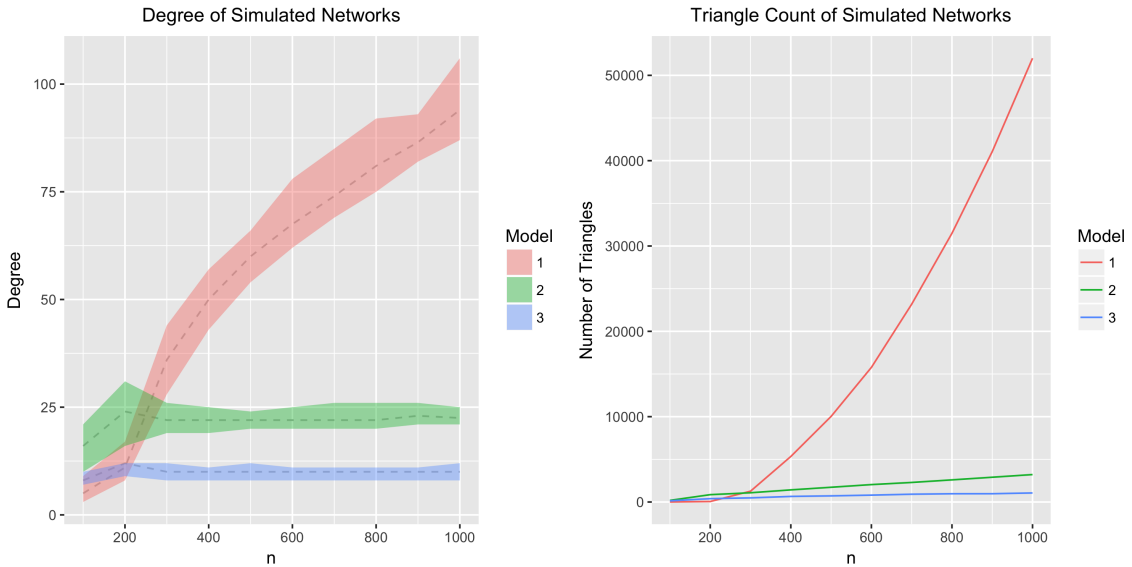 Degree of Simulated Networks
Degree
100
75
50
25
0
200 400 600 800 1000
n
Model
1
2
3
Triangle Count of Simulated Networks
Number of Triangles
50000
40000
30000
20000
10000
0
200 400 600 800 1000
n
Model
1
2
3